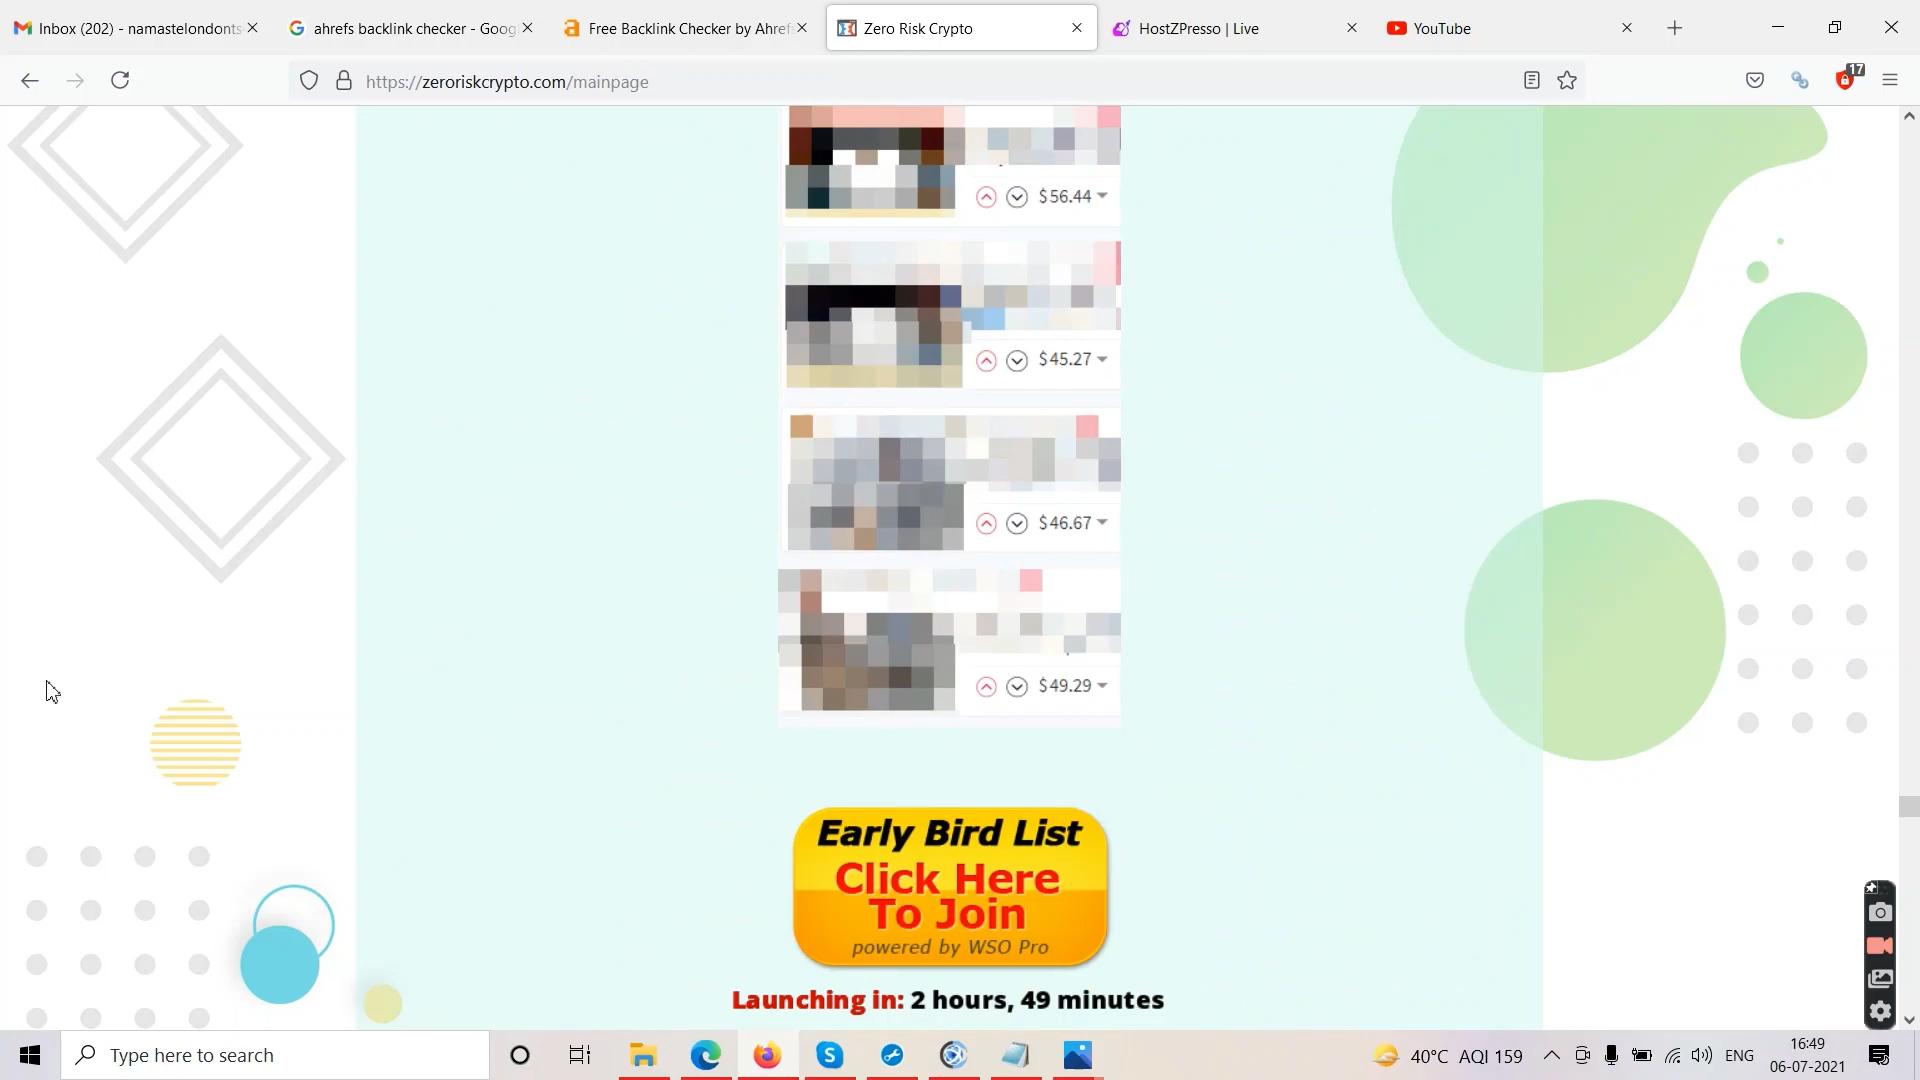 Inbox (202) - namastelondonts
ahrefs backlink checker - Goog
Free Backlink Checker by Ahref
Zero Risk Crypto
HostZPresso | Live
YouTube
https://zeroriskcrypto.com/mainpage
17
$56.44
$45.27
$46.67
$49.29
Early Bird List
Click Here
To Join
powered by WSO Pro
Launching in: 2 hours, 49 minutes
Type here to search
40°C AQI 159
ENG
16:49
06-07-2021